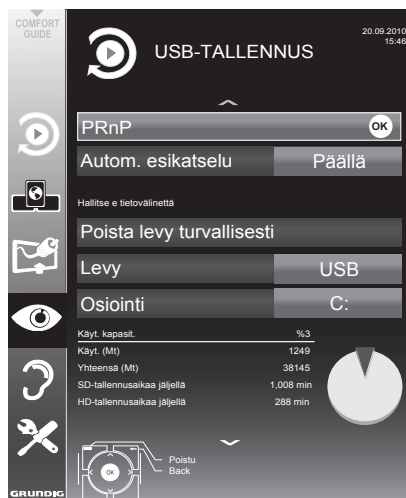 COMFORT
GUIDE
USB-TALLENNUS
20.09.2010
15:46
PRnP
OK
Autom. esikatselu Päällä
Hallitse e tietovälinettä
Poista levy turvallisesti
Levy USB
Osiointi C:
Käyt. kapasit. %3
Käyt. (Mt) 1249
Yhteensä (Mt) 38145
SD-tallennusaikaa jäljellä 1,008 min
HD-tallennusaikaa jäljellä 288 min
OK
Poistu
Back
GRUNDIG